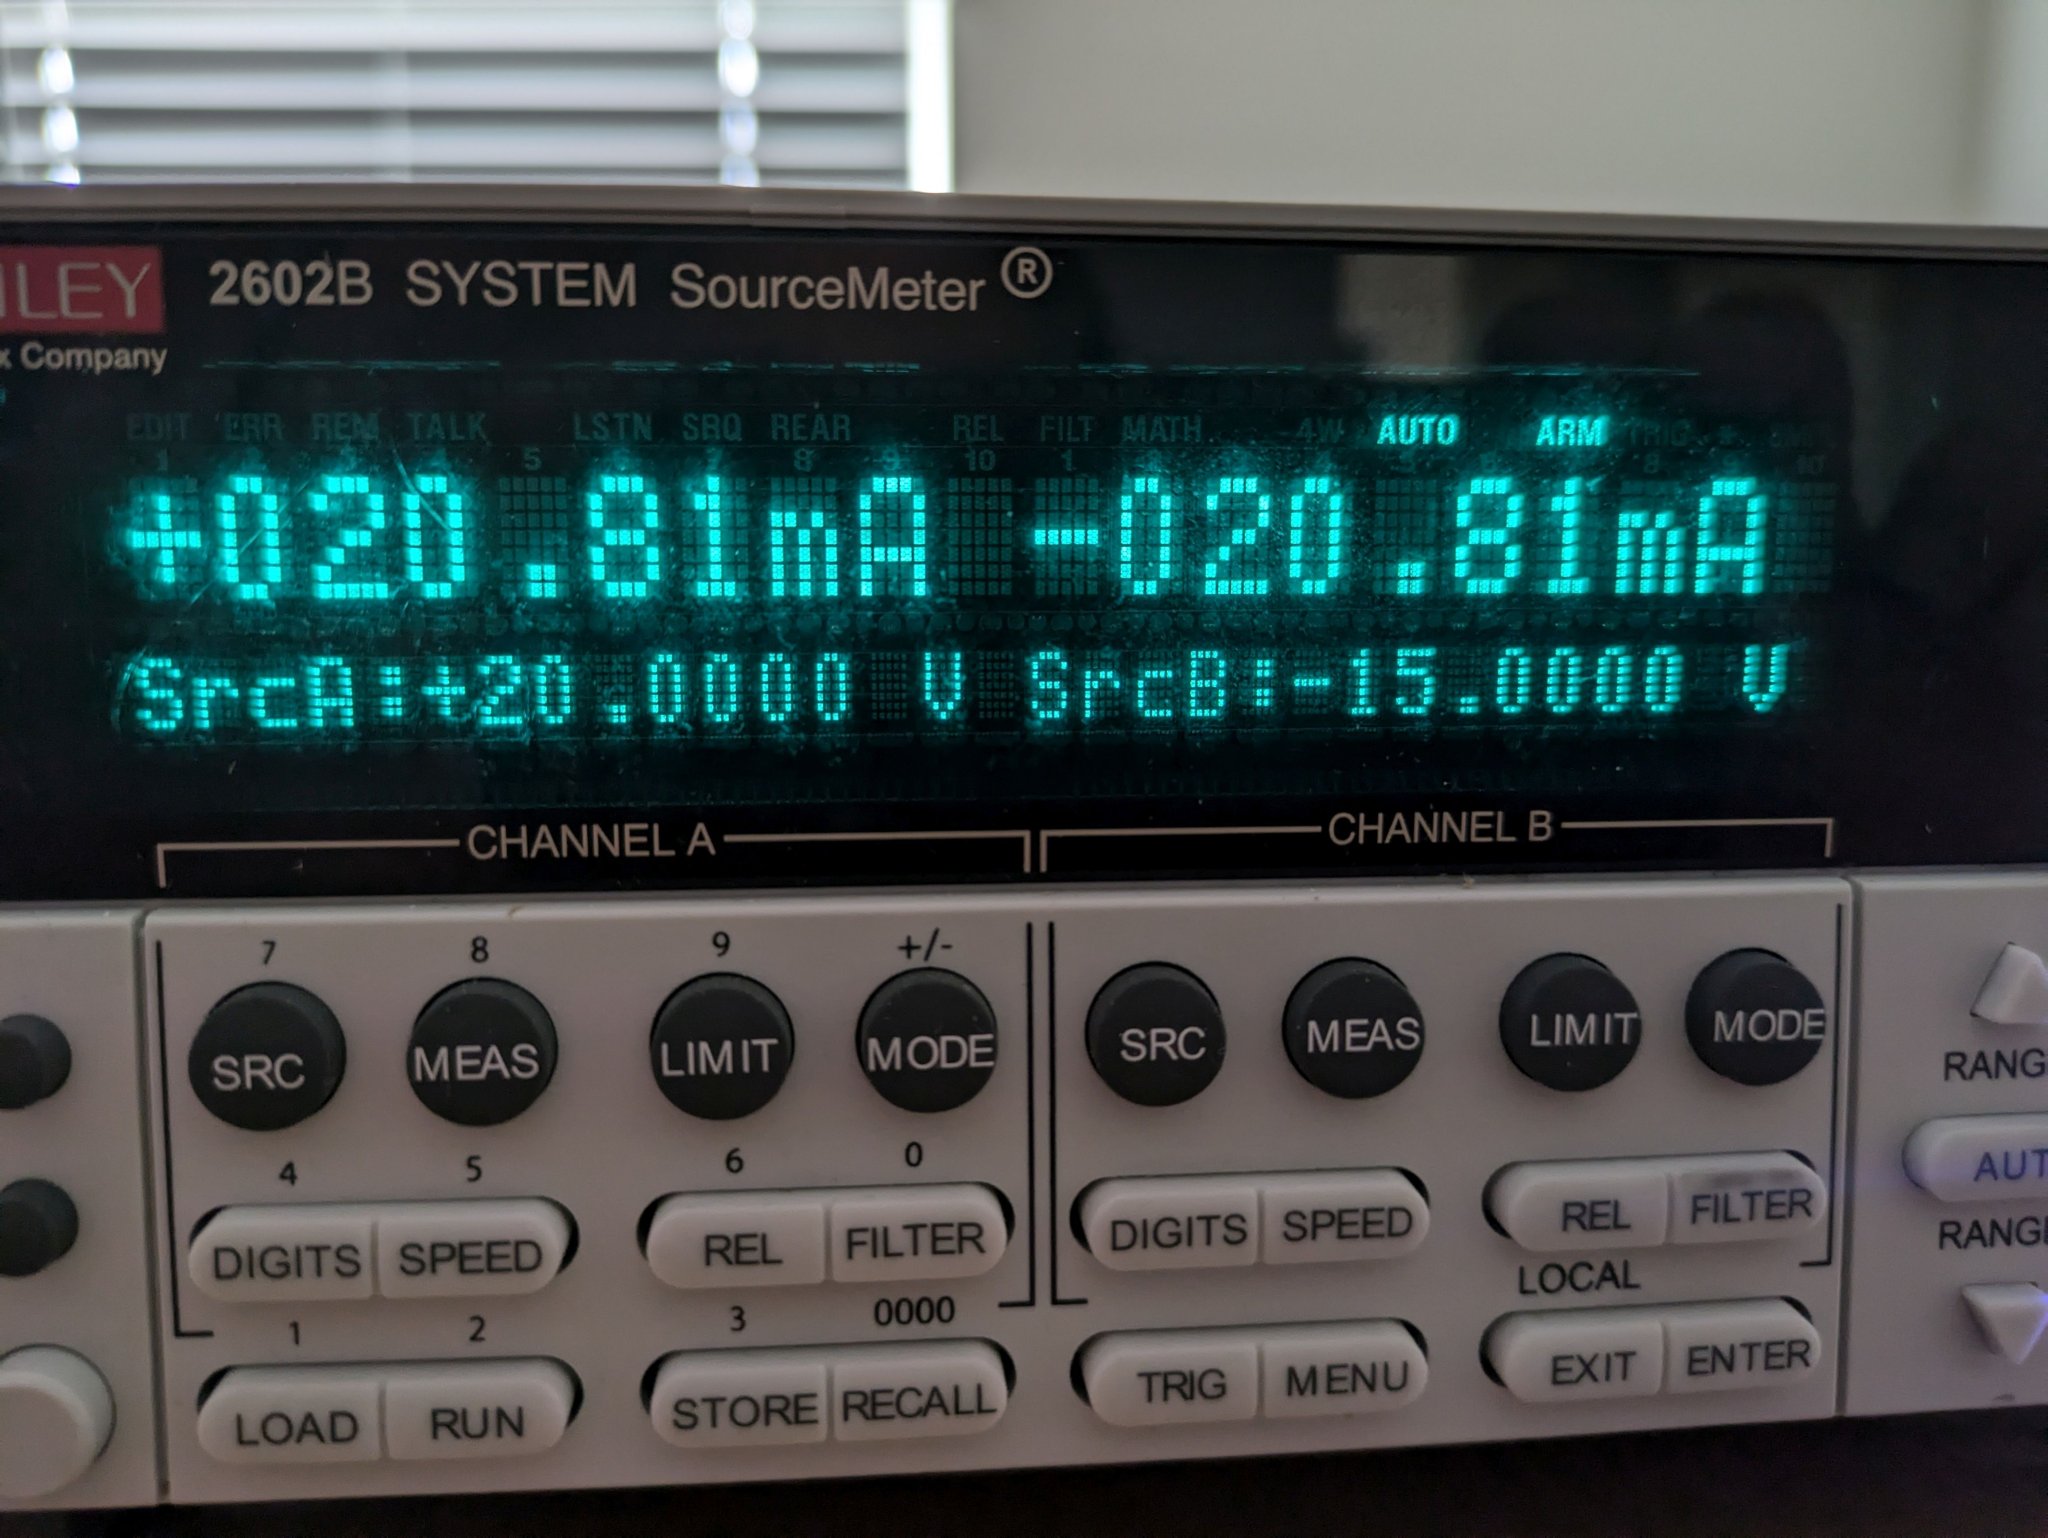 2602B SYSTEM SourceMeter ®
Company
EDIT ERR REM TALK LSTN SRQ REAR REL FILT MATH 4W AUTO ARM TRIG
+020.81mA -020.81mA
SrcA:+20.0000 V SrcB:-15.0000 V
CHANNEL A CHANNEL B
7 8 9 +/-
SRC MEAS LIMIT MODE SRC MEAS LIMIT MODE
4 5 6 0
DIGITS SPEED REL FILTER DIGITS SPEED REL FILTER
1 2 3 0000 LOCAL
LOAD RUN STORE RECALL TRIG MENU EXIT ENTER